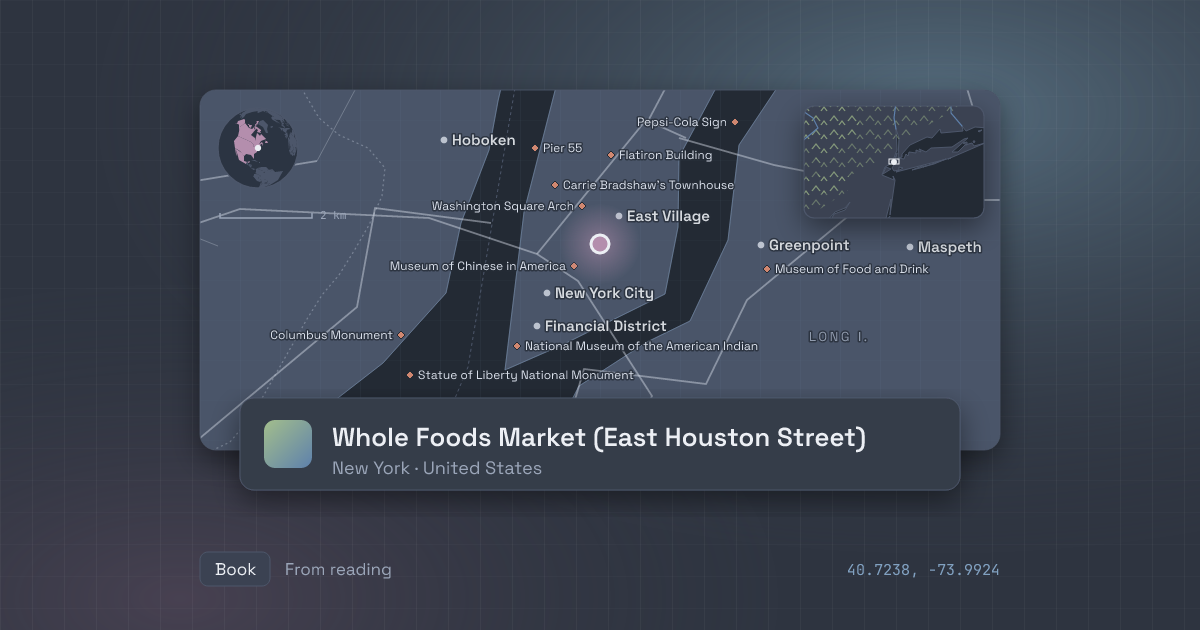 Pepsi-Cola Sign
Hoboken
Pier 55
Flatiron Building
Carrie Bradshaw's Townhouse
Washington Square Arch
2 km
East Village
Greenpoint
Maspeth
Museum of Chinese in America
Museum of Food and Drink
New York City
Financial District
Columbus Monument
LONG I.
National Museum of the American Indian
Statue of Liberty National Monument
Whole Foods Market (East Houston Street)
New York · United States
Book
From reading
40.7238, -73.9924